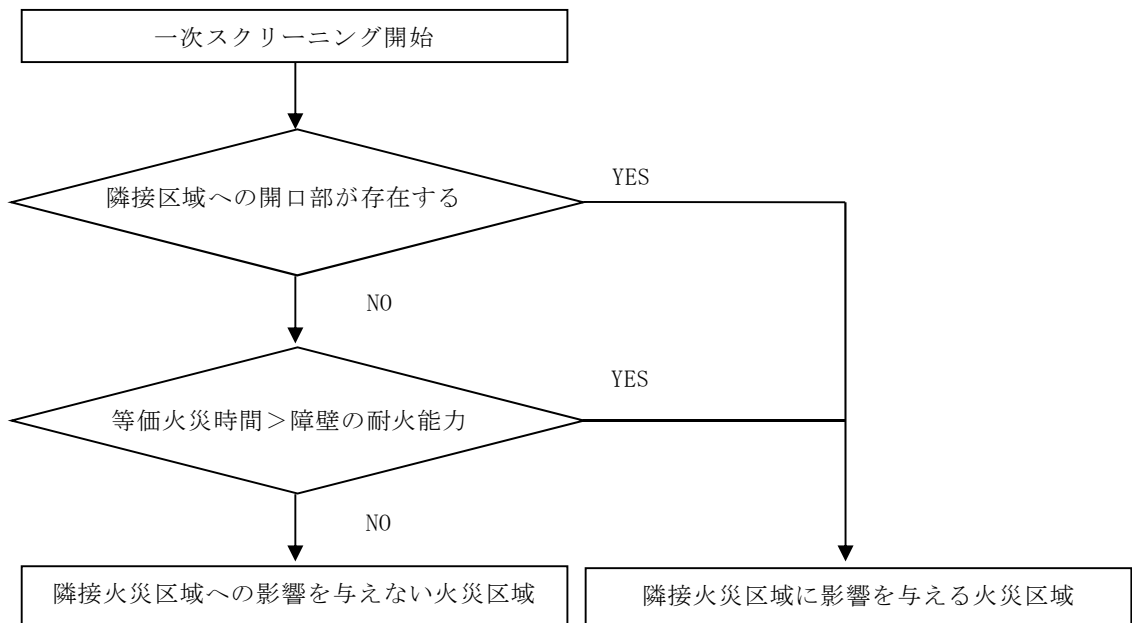 一次スクリーニング開始
隣接区域への開口部が存在する
YES
NO
等価火災時間＞障壁の耐火能力
YES
NO
隣接火災区域への影響を与えない火災区域
隣接火災区域に影響を与える火災区域